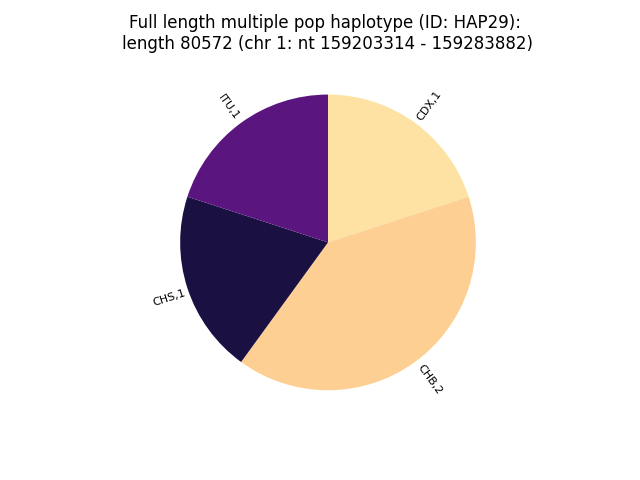 Full length multiple pop haplotype (ID: HAP29):
length 80572 (chr 1: nt 159203314 - 159283882)
ITU,1
CDX,1
CHS,1
CHB,2